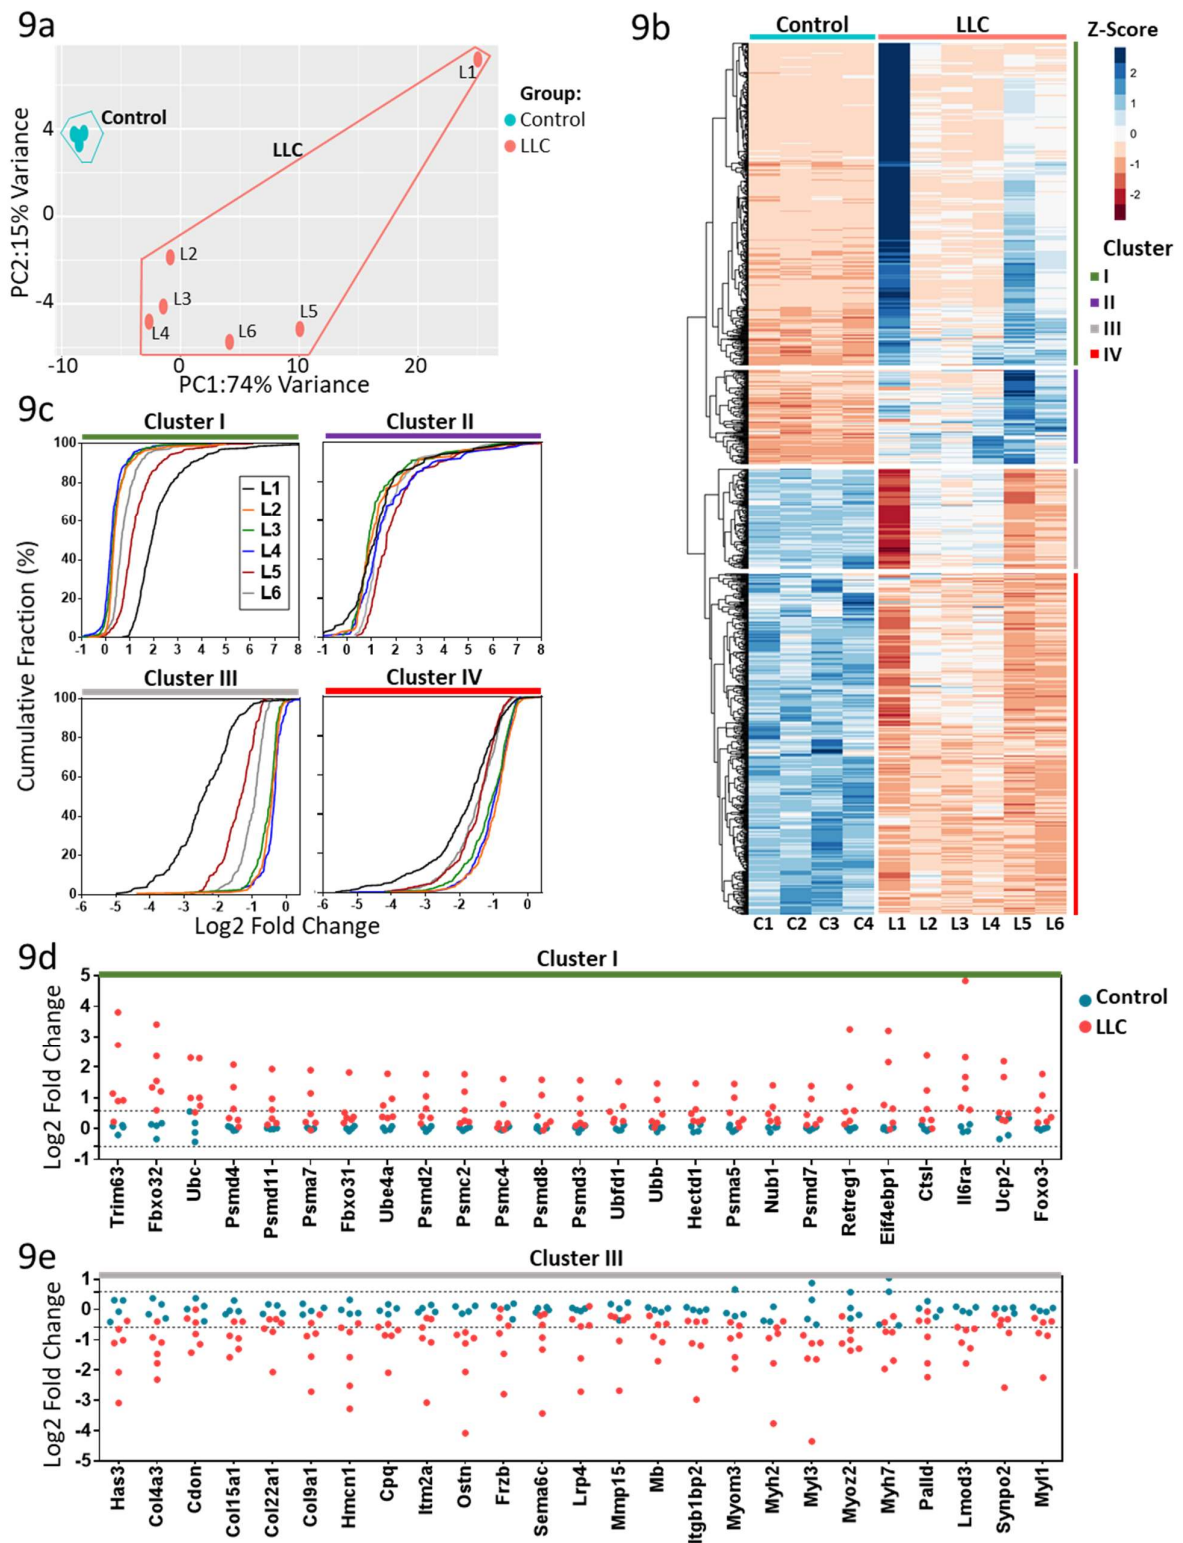 9a
Control
LLC
L1
L2
L3
L4
L5
L6
4
0
-4
-10
0
10
20
PC2:15% Variance
PC1:74% Variance
Group:
Control
LLC
9b
Control
LLC
Z-Score
2
1
0
-1
-2
Cluster
I
II
III
IV
C1 C2 C3 C4 L1 L2 L3 L4 L5 L6
9c
Cluster I
Cluster II
100
80
60
40
20
0
L1
L2
L3
L4
L5
L6
-1 0 1 2 3 4 5 6 7 8
-1 0 1 2 3 4 5 6 7 8
Cluster III
Cluster IV
100
80
60
40
20
0
-6 -5 -4 -3 -2 -1 0
-6 -5 -4 -3 -2 -1 0
Cumulative Fraction (%)
Log2 Fold Change
9d
Cluster I
Log2 Fold Change
5
4
3
2
1
0
-1
Control
LLC
Trim63 Fbxo32 Ubc Psmd4 Psmd11 Psma7 Fbxo31 Ube4a Psmd2 Psmc2 Psmc4 Psmd8 Psmd3 Ubfd1 Ubb Hectd1 Psma5 Nub1 Psmd7 Retreg1 Eif4ebp1 Ctsl Il6ra Ucp2 Foxo3
9e
Cluster III
Log2 Fold Change
1
0
-1
-2
-3
-4
-5
Has3 Col4a3 Cdon Col15a1 Col22a1 Col9a1 Hmcn1 Cpq Itm2a Ostn Frzb Sema6c Lrp4 Mmp15 Mb Itgb1bp2 Myom3 Myh2 Myl3 Myoz2 Myh7 Palld Lmod3 Synpo2 Myl1